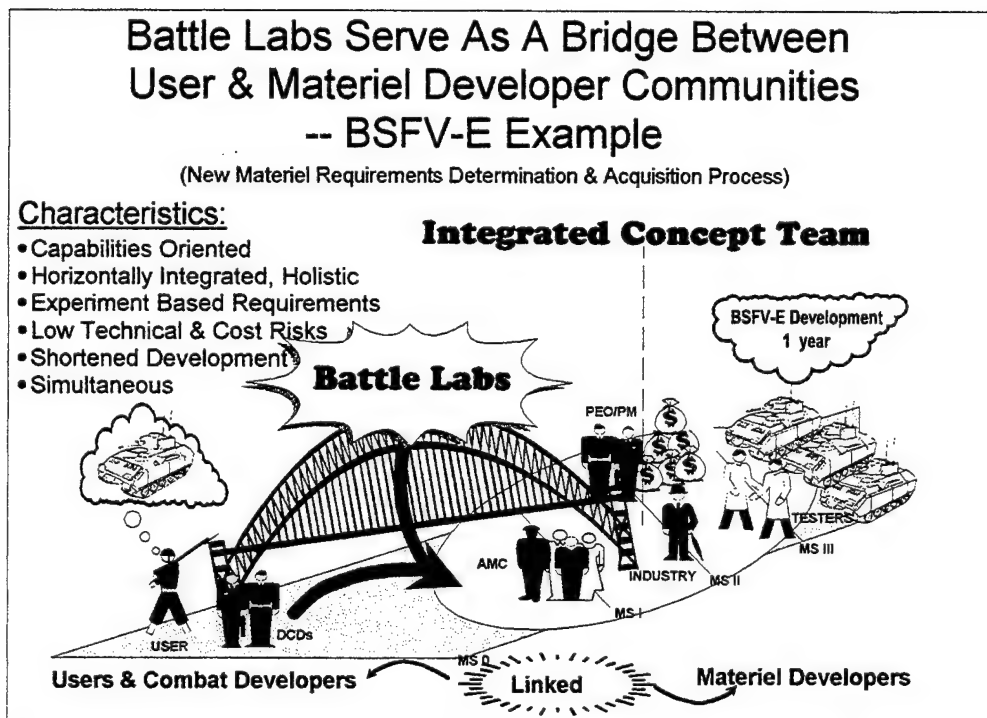 Battle Labs Serve As A Bridge Between
User & Materiel Developer Communities
-- BSFV-E Example
(New Materiel Requirements Determination & Acquisition Process)
Characteristics:
• Capabilities Oriented
• Horizontally Integrated, Holistic
• Experiment Based Requirements
• Low Technical & Cost Risks
• Shortened Development
• Simultaneous
Integrated Concept Team
BSFV-E Development
1 year
Battle Labs
PEO/PM
$
$ $
$ $ $
TESTERS
MS III
AMC
INDUSTRY
MS II
MS I
USER
DCDs
MS 0
Users & Combat Developers
Linked
Materiel Developers